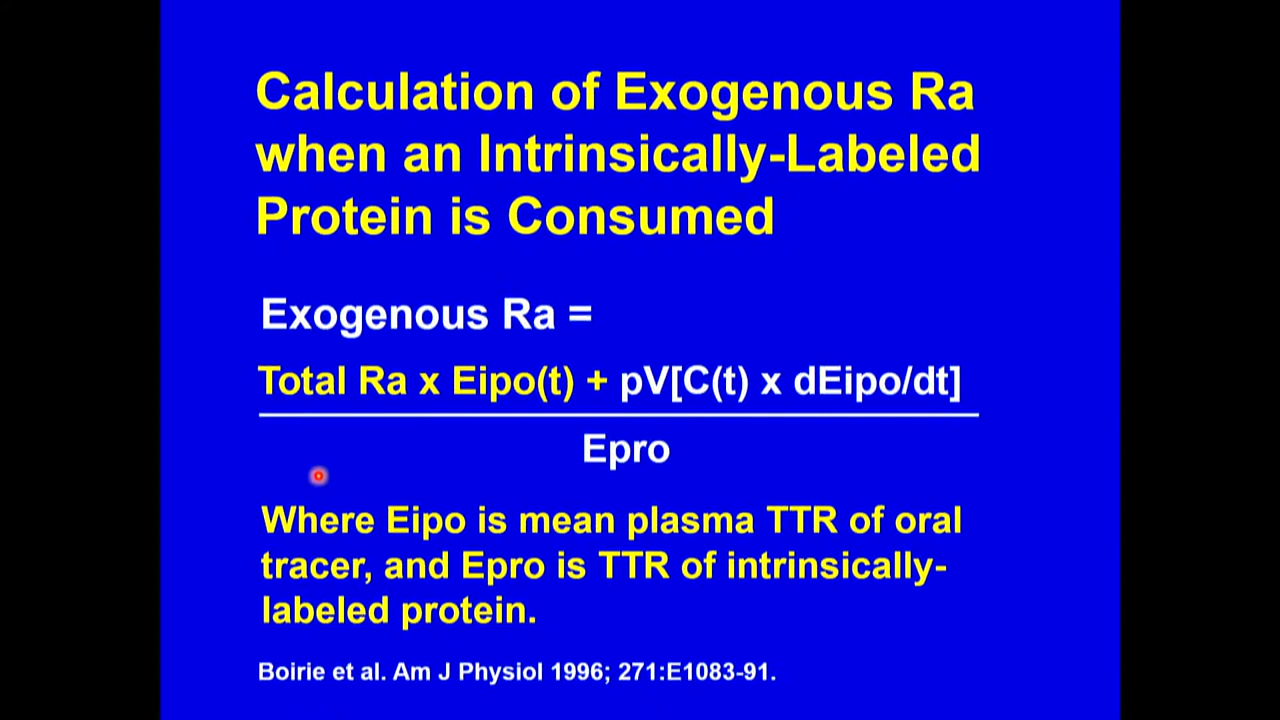 Calculation of Exogenous Ra
when an Intrinsically-Labeled
Protein is Consumed
Exogenous Ra =
Total Ra x Eipo(t) + pV[C(t) x dEipo/dt]
Epro
Where Eipo is mean plasma TTR of oral
tracer, and Epro is TTR of intrinsically-
labeled protein.
Boirie et al. Am J Physiol 1996; 271:E1083-91.